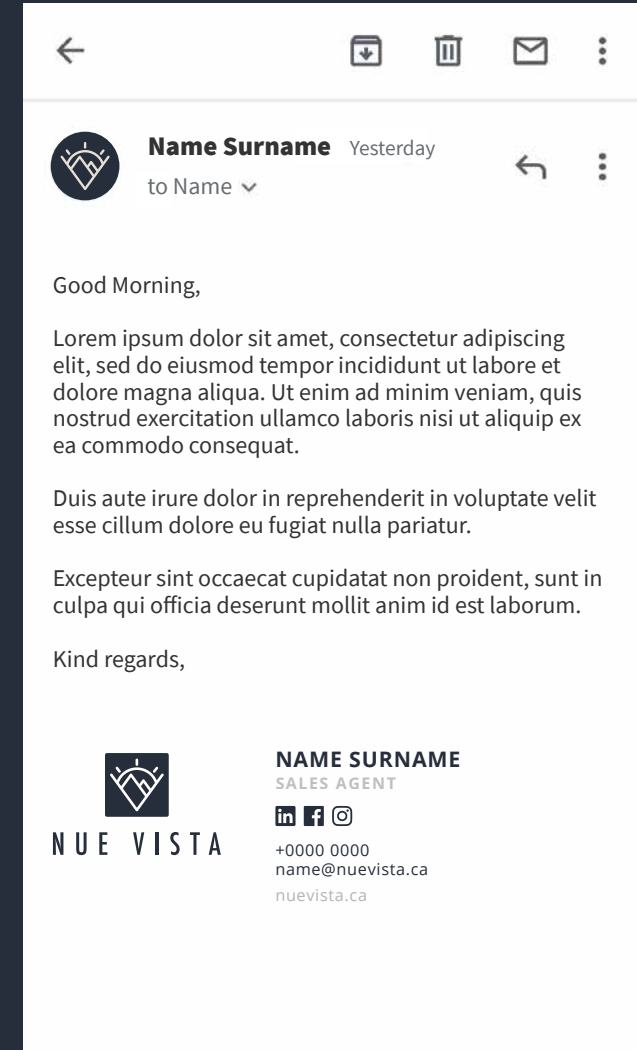 Name Surname Yesterday
to Name
Good Morning,
Lorem ipsum dolor sit amet, consectetur adipiscing
elit, sed do eiusmod tempor incididunt ut labore et
dolore magna aliqua. Ut enim ad minim veniam, quis
nostrud exercitation ullamco laboris nisi ut aliquip ex
ea commodo consequat.
Duis aute irure dolor in reprehenderit in voluptate velit
esse cillum dolore eu fugiat nulla pariatur.
Excepteur sint occaecat cupidatat non proident, sunt in
culpa qui officia deserunt mollit anim id est laborum.
Kind regards,
NUE VISTA
NAME SURNAME
SALES AGENT
in f
+0000 0000
name@nuevista.ca
nuevista.ca